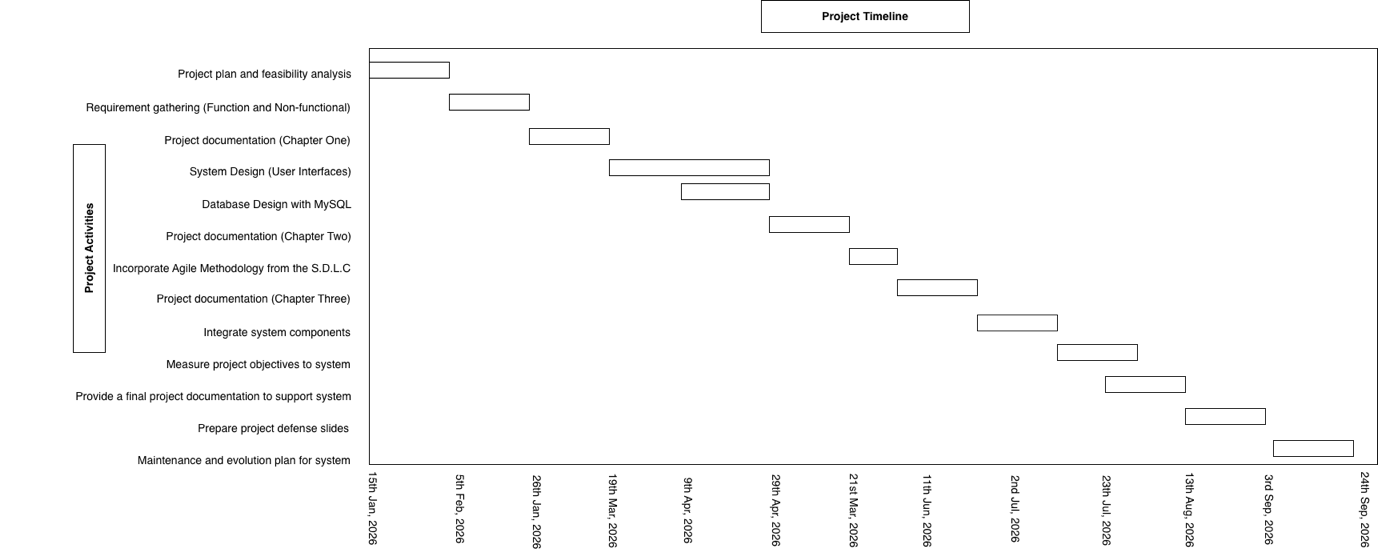 Project Timeline
Project plan and feasibility analysis
Requirement gathering (Function and Non-functional)
Project documentation (Chapter One)
System Design (User Interfaces)
Database Design with MySQL
Project documentation (Chapter Two)
Incorporate Agile Methodology from the S.D.L.C
Project documentation (Chapter Three)
Integrate system components
Measure project objectives to system
Provide a final project documentation to support system
Prepare project defense slides
Maintenance and evolution plan for system
Project Activities
15th Jan, 2026
5th Feb, 2026
26th Jan, 2026
19th Mar, 2026
9th Apr, 2026
29th Apr, 2026
21st Mar, 2026
11th Jun, 2026
2nd Jul, 2026
23th Jul, 2026
13th Aug, 2026
3rd Sep, 2026
24th Sep, 2026